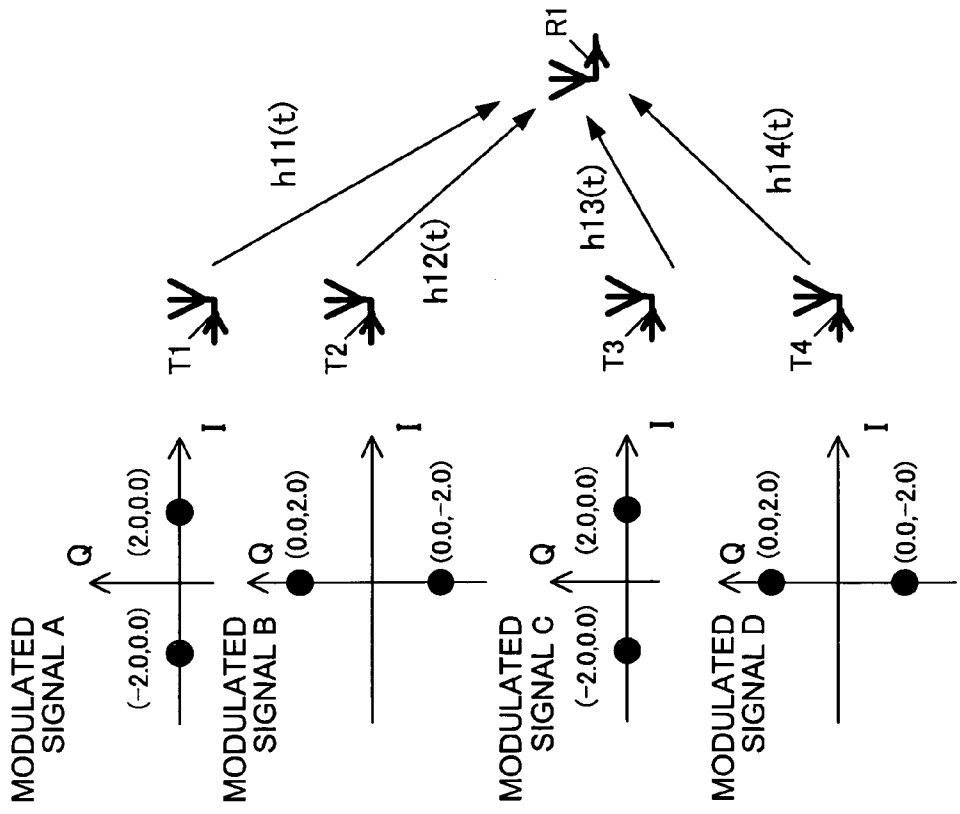 MODULATED
SIGNAL A
Q
I
(-2.0,0.0)
(2.0,0.0)
T1
h11(t)
MODULATED
SIGNAL B
Q
I
(0.0,2.0)
(0.0,-2.0)
T2
h12(t)
R1
MODULATED
SIGNAL C
Q
I
(-2.0,0.0)
(2.0,0.0)
T3
h13(t)
MODULATED
SIGNAL D
Q
I
(0.0,2.0)
(0.0,-2.0)
T4
h14(t)